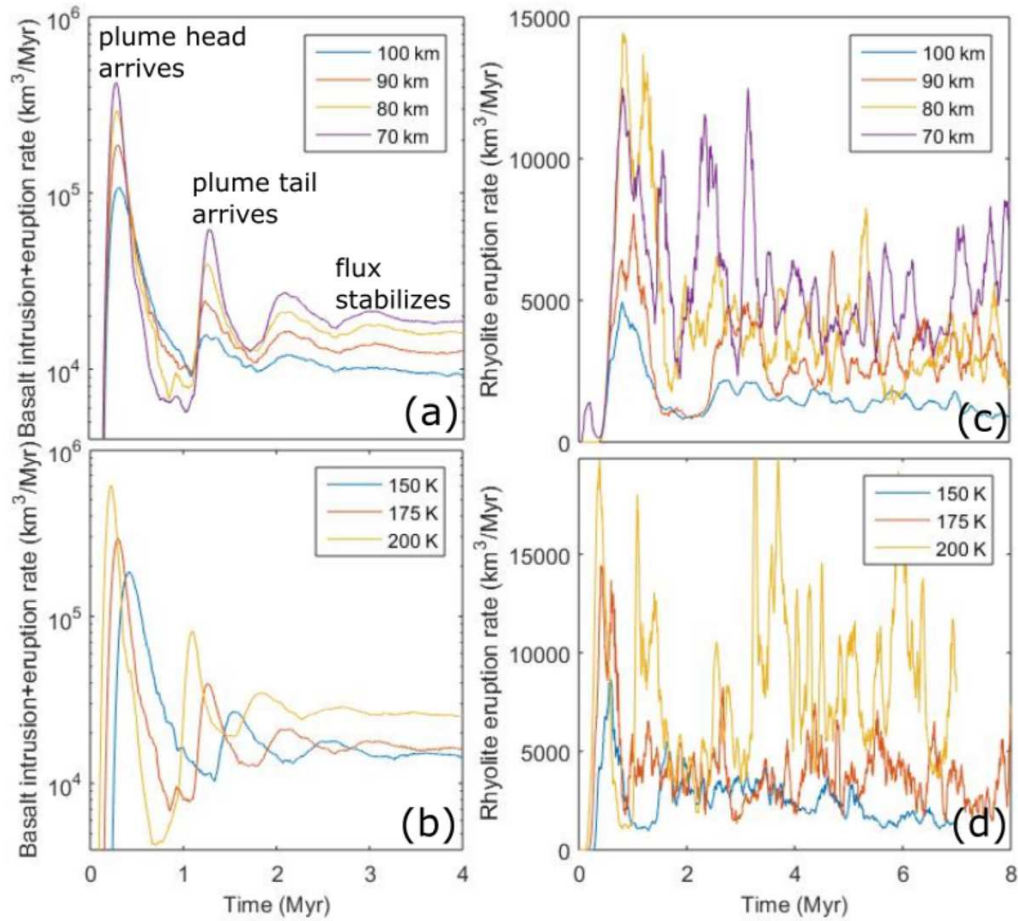 10^6
10^5
10^4
Basalt intrusion+eruption rate (km^3/Myr)
plume head
arrives
plume tail
arrives
flux
stabilizes
100 km
90 km
80 km
70 km
(a)
15000
10000
5000
0
Rhyolite eruption rate (km^3/Myr)
100 km
90 km
80 km
70 km
(c)
10^6
10^5
10^4
Basalt intrusion+eruption rate (km^3/Myr)
150 K
175 K
200 K
(b)
0 1 2 3 4
Time (Myr)
15000
10000
5000
0
Rhyolite eruption rate (km^3/Myr)
150 K
175 K
200 K
(d)
0 2 4 6 8
Time (Myr)